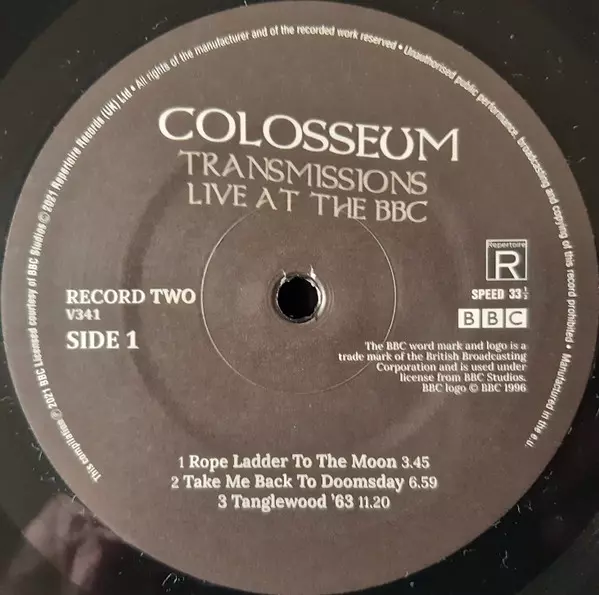 This compilation ℗ 2021 BBC Licensed courtesy of BBC Studios © 2021 Repertoire Records (UK) Ltd • All rights of the manufacturer and of the recorded work reserved • Unauthorised public performance, broadcasting and copying of this record prohibited • Manufactured in the e.u.
COLOSSEUM
TRANSMISSIONS
LIVE AT THE BBC
Repertoire
R
RECORD TWO
V341
SIDE 1
SPEED 33⅓
BBC
The BBC word mark and logo is a
trade mark of the British Broadcasting
Corporation and is used under
license from BBC Studios.
BBC logo © BBC 1996
1 Rope Ladder To The Moon 3.45
2 Take Me Back To Doomsday 6.59
3 Tanglewood '63 11.20